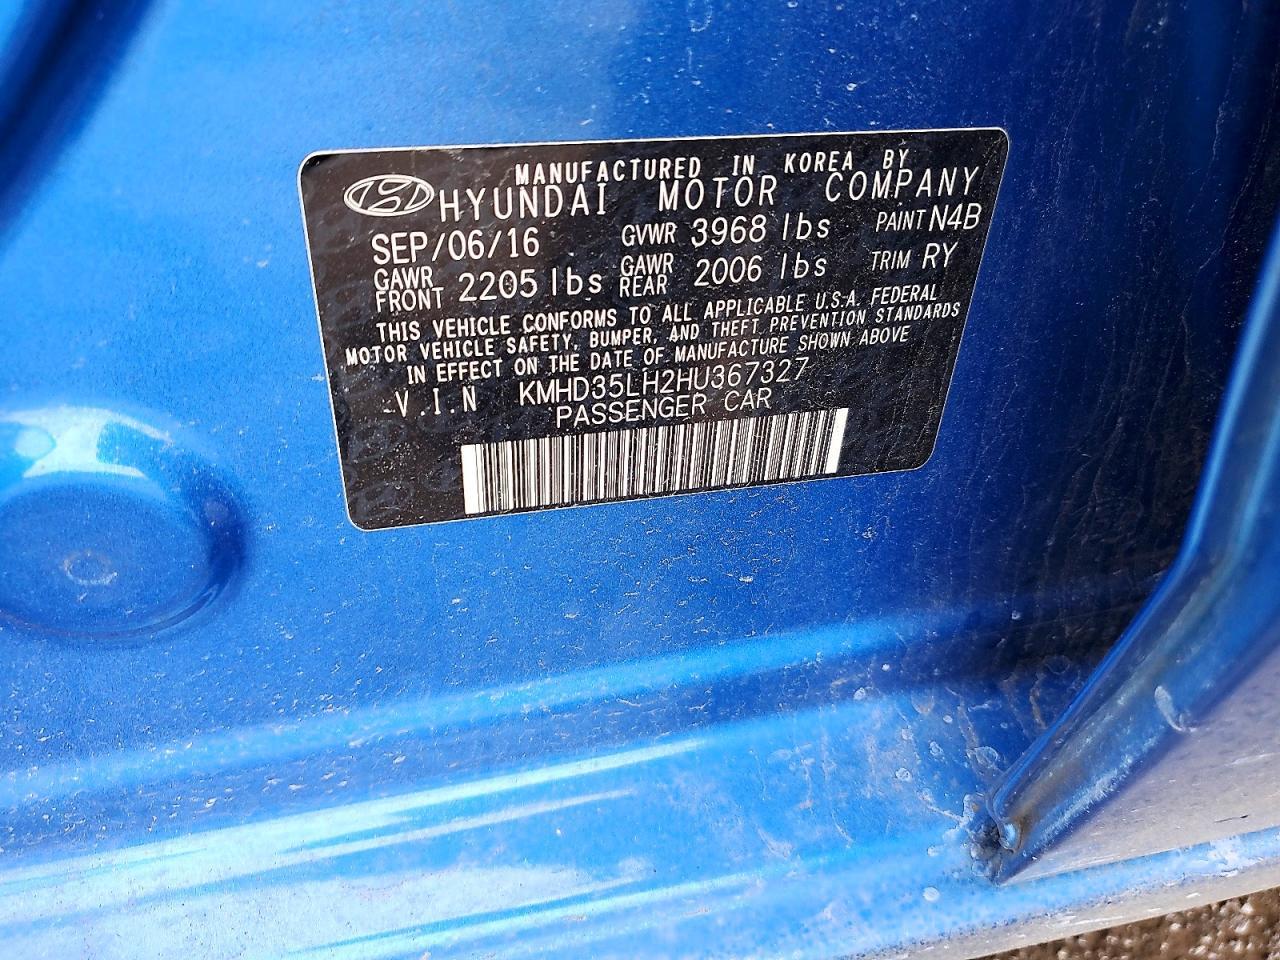 MANUFACTURED IN KOREA BY
HYUNDAI MOTOR COMPANY
SEP/06/16 GVWR 3968 lbs PAINT N4B
GAWR FRONT 2205 lbs GAWR REAR 2006 lbs TRIM RY
THIS VEHICLE CONFORMS TO ALL APPLICABLE U.S.A. FEDERAL
MOTOR VEHICLE SAFETY, BUMPER, AND THEFT PREVENTION STANDARDS
IN EFFECT ON THE DATE OF MANUFACTURE SHOWN ABOVE
V.I.N KMHD35LH2HU367327
PASSENGER CAR